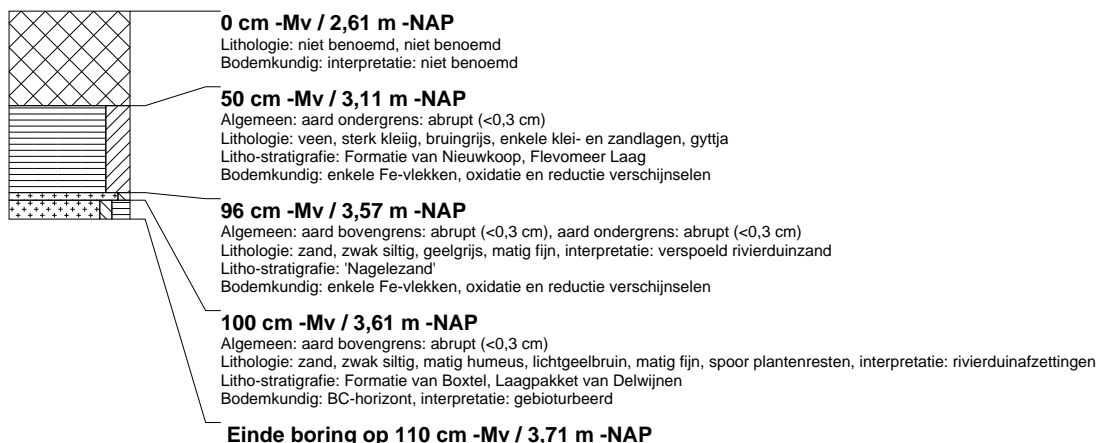 0 cm -Mv / 2,61 m -NAP
Lithologie: niet benoemd, niet benoemd
Bodemkundig: interpretatie: niet benoemd
50 cm -Mv / 3,11 m -NAP
Algemeen: aard ondergrens: abrupt (<0,3 cm)
Lithologie: veen, sterk kleiig, bruingrijs, enkele klei- en zandlagen, gyttja
Litho-stratigrafie: Formatie van Nieuwkoop, Flevomeer Laag
Bodemkundig: enkele Fe-vlekken, oxidatie en reductie verschijnselen
96 cm -Mv / 3,57 m -NAP
Algemeen: aard bovengrens: abrupt (<0,3 cm), aard ondergrens: abrupt (<0,3 cm)
Lithologie: zand, zwak siltig, geelgrijs, matig fijn, interpretatie: verspoeld rivierduinzand
Litho-stratigrafie: 'Nagelezand'
Bodemkundig: enkele Fe-vlekken, oxidatie en reductie verschijnselen
100 cm -Mv / 3,61 m -NAP
Algemeen: aard bovengrens: abrupt (<0,3 cm)
Lithologie: zand, zwak siltig, matig humeus, lichtgeelbruin, matig fijn, spoor plantenresten, interpretatie: rivierduinafzettingen
Litho-stratigrafie: Formatie van Boxtel, Laagpakket van Delwijnen
Bodemkundig: BC-horizont, interpretatie: gebioturbeerd
Einde boring op 110 cm -Mv / 3,71 m -NAP